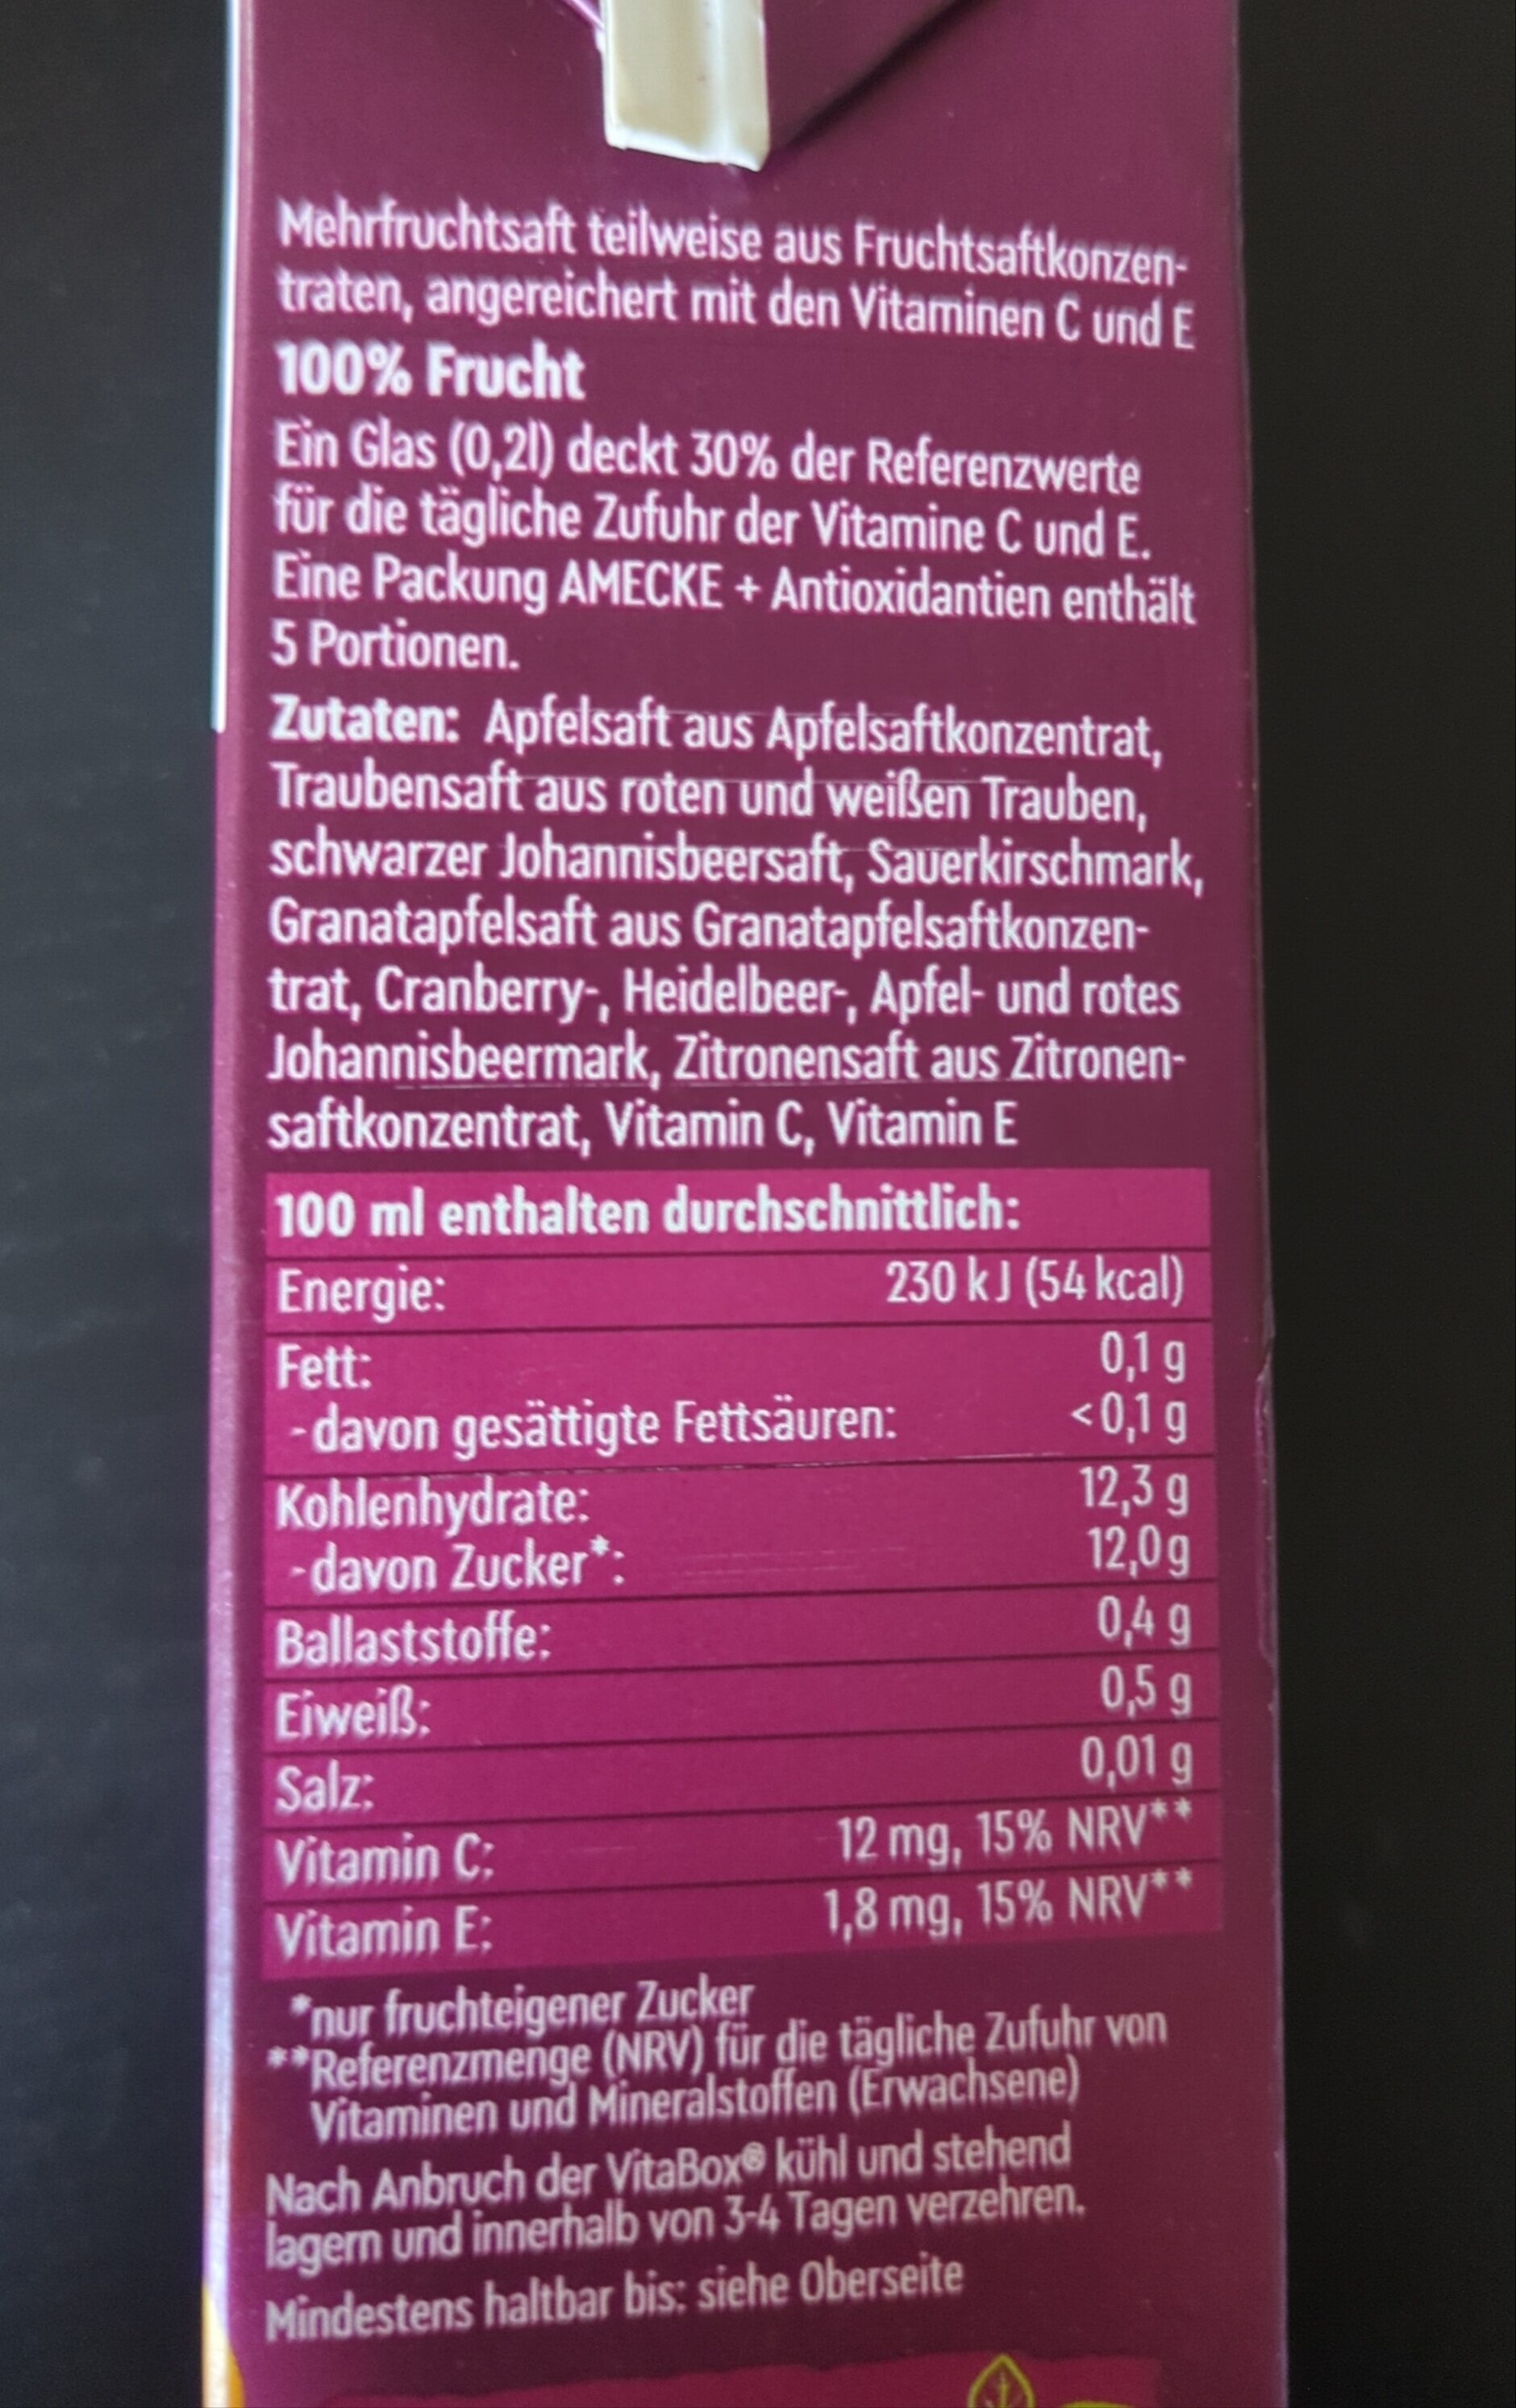 Mehrfruchtsaft teilweise aus Fruchtsaftkonzen-
traten, angereichert mit den Vitaminen C und E
100% Frucht
Ein Glas (0,2l) deckt 30% der Referenzwerte
für die tägliche Zufuhr der Vitamine C und E.
Eine Packung AMECKE + Antioxidantien enthält
5 Portionen.
Zutaten: Apfelsaft aus Apfelsaftkonzentrat,
Traubensaft aus roten und weißen Trauben,
schwarzer Johannisbeersaft, Sauerkirschmark,
Granatapfelsaft aus Granatapfelsaftkonzen-
trat, Cranberry-, Heidelbeer-, Apfel- und rotes
Johannisbeermark, Zitronensaft aus Zitronen-
saftkonzentrat, Vitamin C, Vitamin E
100 ml enthalten durchschnittlich:
Energie: 230 kJ (54 kcal)
Fett: 0,1 g
- davon gesättigte Fettsäuren: <0,1 g
Kohlenhydrate: 12,3 g
- davon Zucker*: 12,0 g
Ballaststoffe: 0,4 g
Eiweiß: 0,5 g
Salz: 0,01 g
Vitamin C: 12 mg, 15% NRV**
Vitamin E: 1,8 mg, 15% NRV**
*nur fruchteigener Zucker
**Referenzmenge (NRV) für die tägliche Zufuhr von
Vitaminen und Mineralstoffen (Erwachsene)
Nach Anbruch der VitaBox® kühl und stehend
lagern und innerhalb von 3-4 Tagen verzehren.
Mindestens haltbar bis: siehe Oberseite